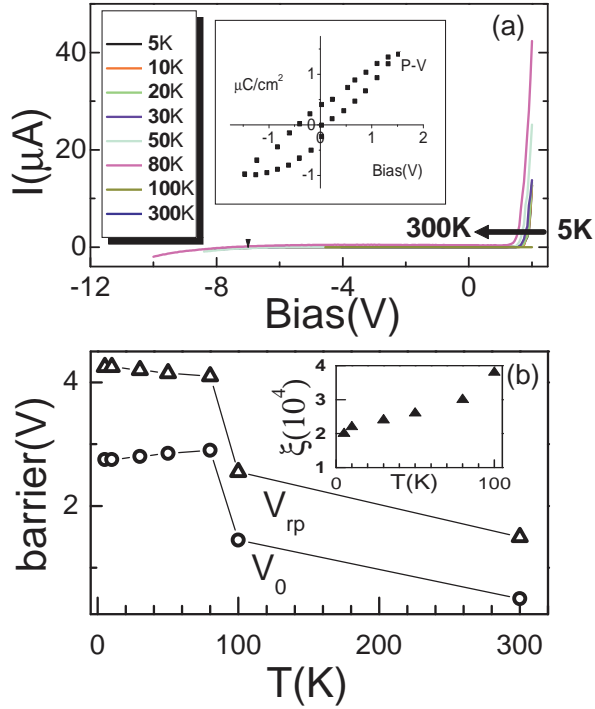 (a)
40
20
0
I(μA)
5K
10K
20K
30K
50K
80K
100K
300K
μC/cm²
P-V
1
0
-1
-1
0
1
2
Bias(V)
300K
5K
-12
-8
-4
0
Bias(V)
(b)
4
2
barrier(V)
4
3
2
1
ξ(10⁴)
0
T(K)
100
V_rp
V_0
0
100
200
300
T(K)